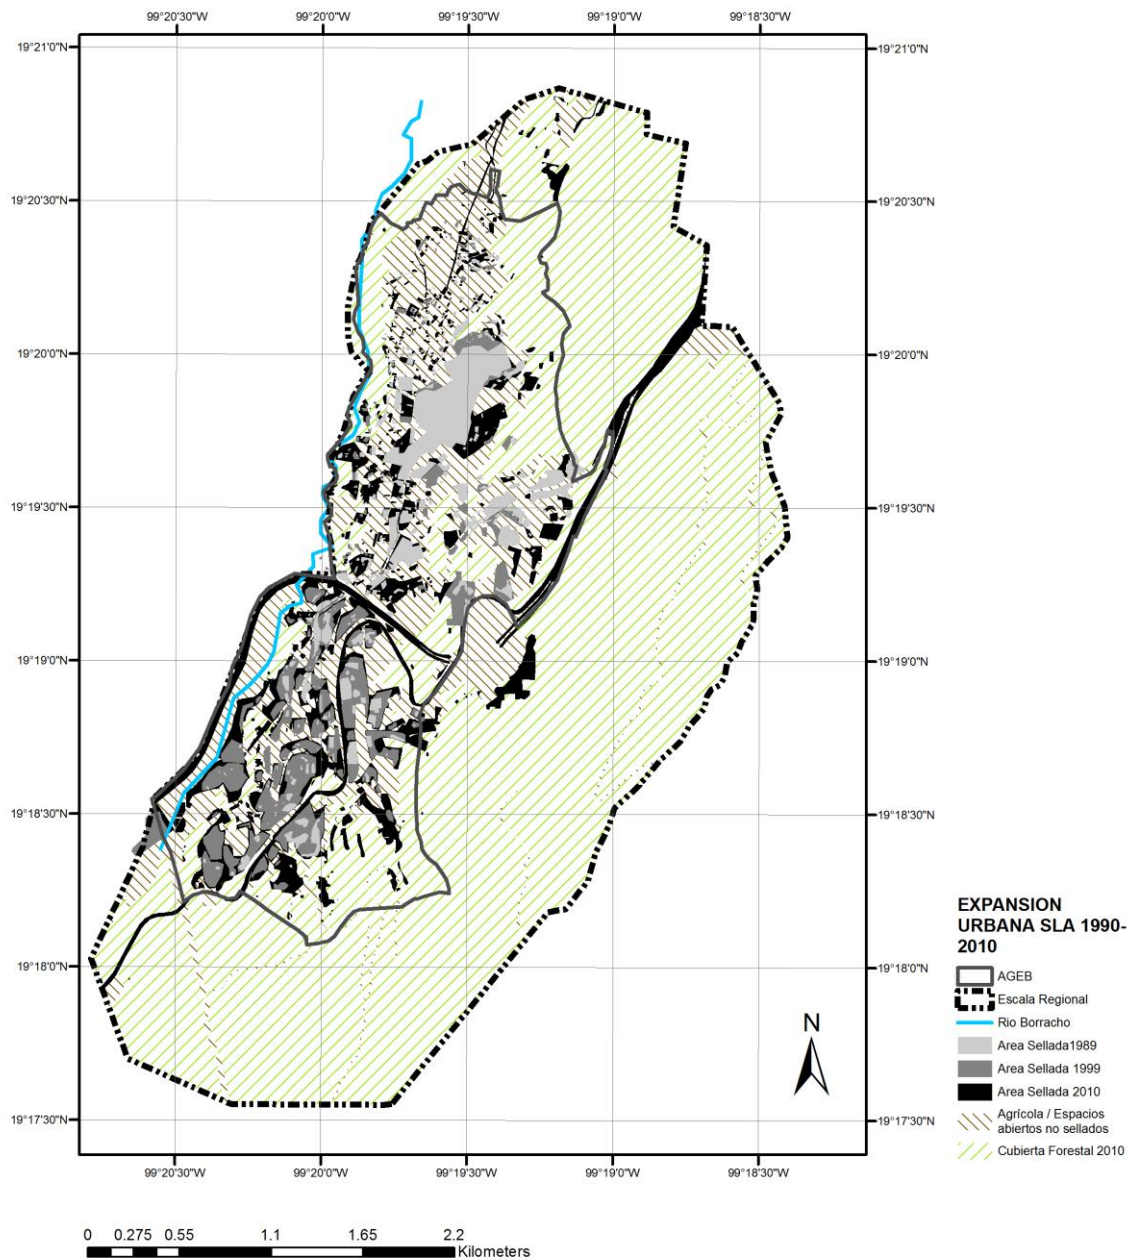 99°20'30"W 99°20'0"W 99°19'30"W 99°19'0"W 99°18'30"W
19°21'0"N 19°21'0"N
19°20'30"N 19°20'30"N
19°20'0"N 19°20'0"N
19°19'30"N 19°19'30"N
19°19'0"N 19°19'0"N
19°18'30"N 19°18'30"N
19°18'0"N 19°18'0"N
19°17'30"N 19°17'30"N
99°20'30"W 99°20'0"W 99°19'30"W 99°19'0"W 99°18'30"W
N
EXPANSION
URBANA SLA 1990-
2010
AGEB
Escala Regional
Rio Borracho
Area Sellada1989
Area Sellada 1999
Area Sellada 2010
Agrícola / Espacios
abiertos no sellados
Cubierta Forestal 2010
0 0.275 0.55 1.1 1.65 2.2
Kilometers